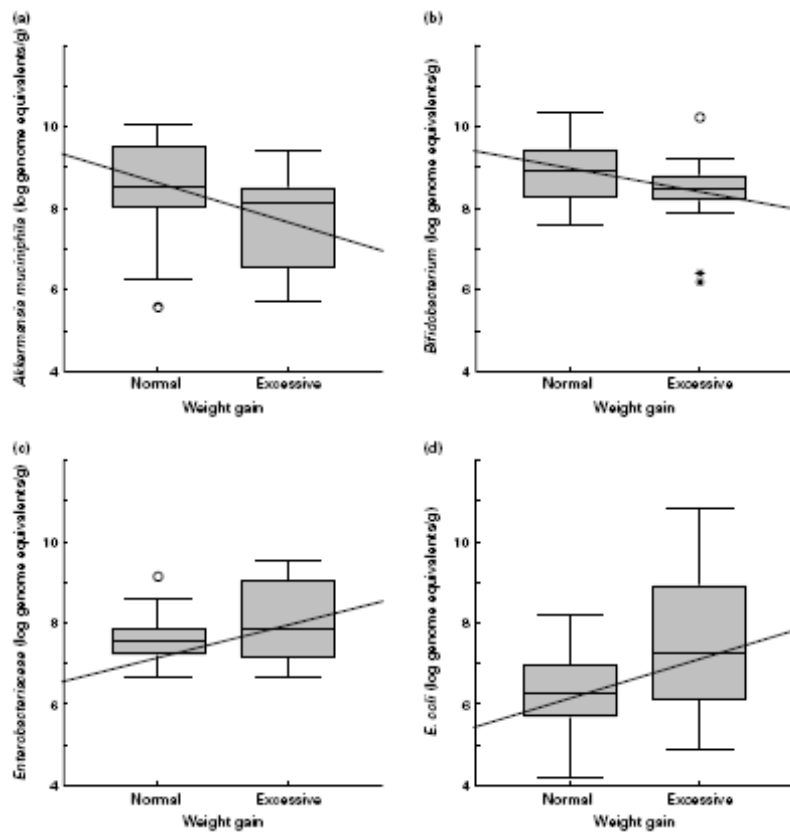 (a)
Akkermansia muciniphila (log genome equivalents/g)
10
8
6
4
Normal Excessive
Weight gain
(b)
Bifidobacterium (log genome equivalents/g)
10
8
6
4
Normal Excessive
Weight gain
(c)
Enterobacteriaceae (log genome equivalents/g)
10
8
6
4
Normal Excessive
Weight gain
(d)
E. coli (log genome equivalents/g)
10
8
6
4
Normal Excessive
Weight gain